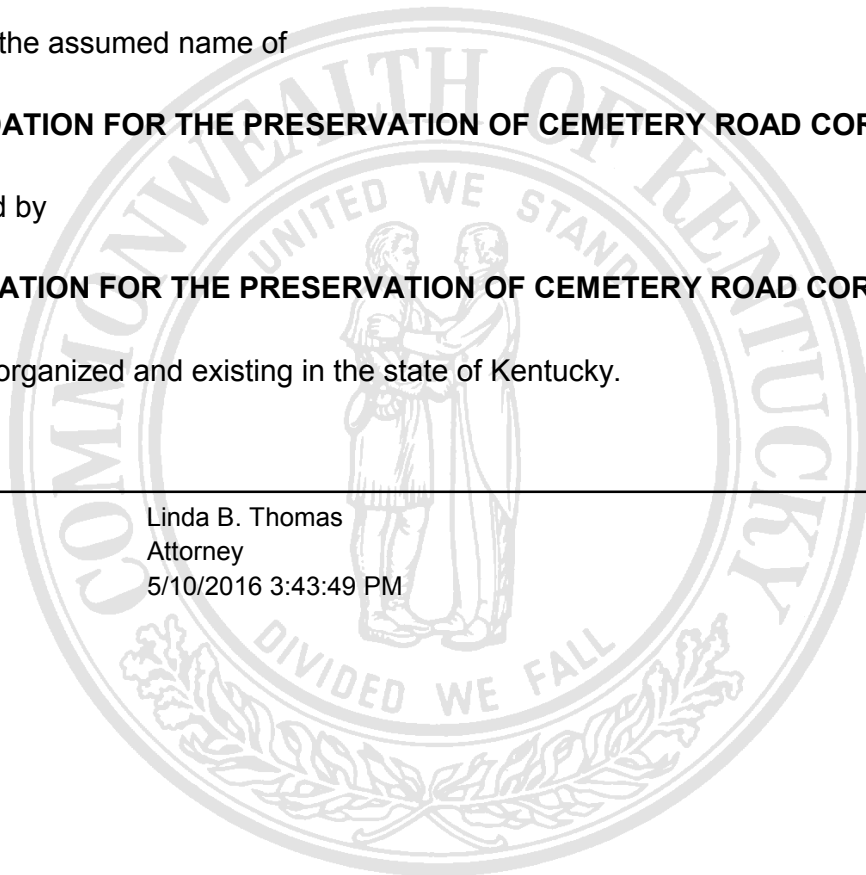 the assumed name of
DATION FOR THE PRESERVATION OF CEMETERY ROAD COR
d by
ATION FOR THE PRESERVATION OF CEMETERY ROAD COR
organized and existing in the state of Kentucky.
Linda B. Thomas
Attorney
5/10/2016 3:43:49 PM
COMMONWEALTH OF KENTUCKY
UNITED WE STAND
DIVIDED WE FALL